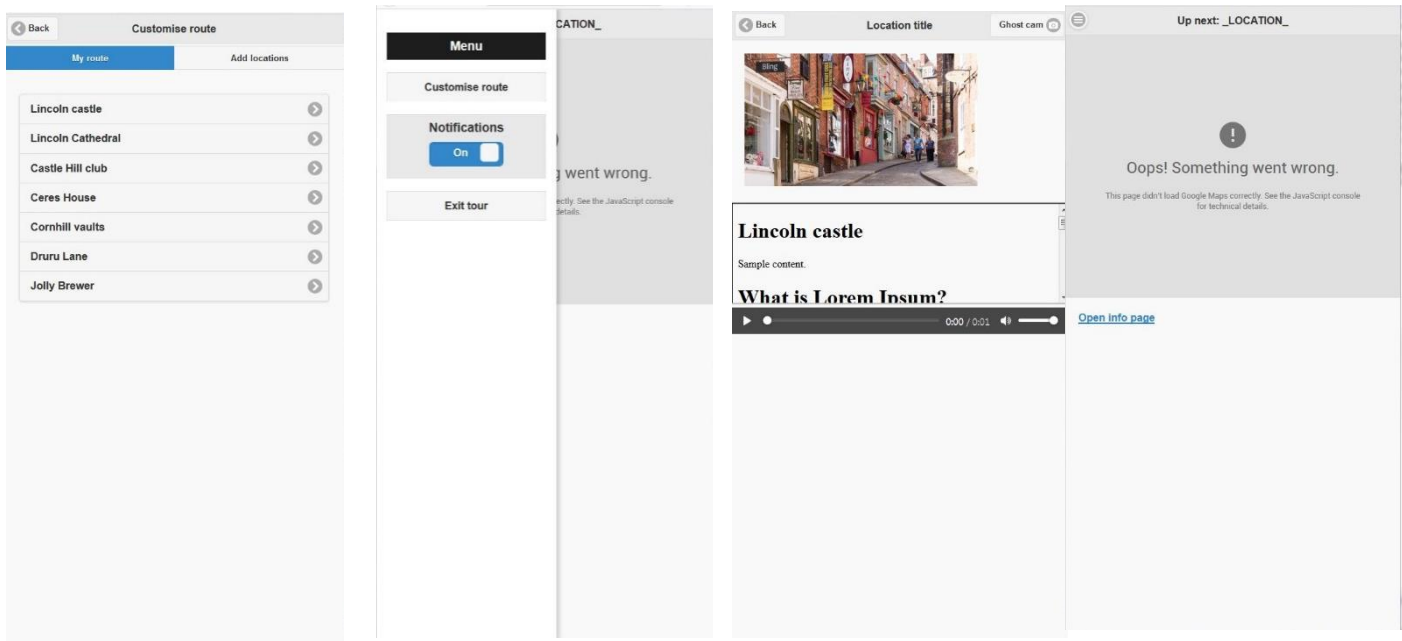 Back
Customise route
My route
Add locations
Lincoln castle
Lincoln Cathedral
Castle Hill club
Ceres House
Cornhill vaults
Druru Lane
Jolly Brewer
CATION_
Menu
Customise route
Notifications
On
Exit tour
g went wrong.
ectly. See the JavaScript console
details.
Back
Location title
Ghost cam
Bling
Lincoln castle
Sample content.
What is Lorem Ipsum?
0:00 / 0:01
Up next: _LOCATION_
Oops! Something went wrong.
This page didn't load Google Maps correctly. See the JavaScript console
for technical details.
Open info page